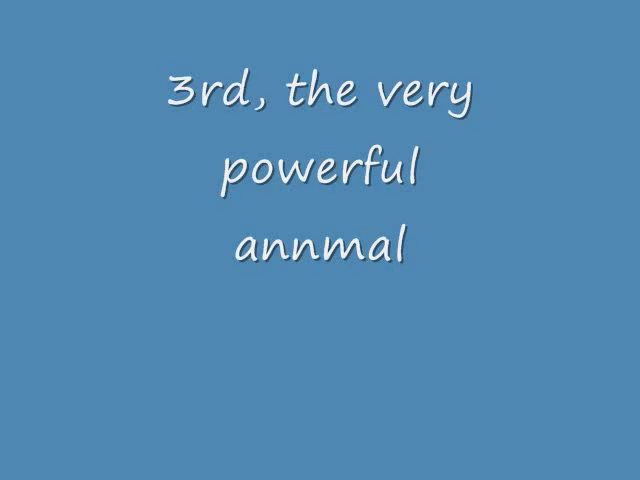 3rd, the very
powerful
annmal